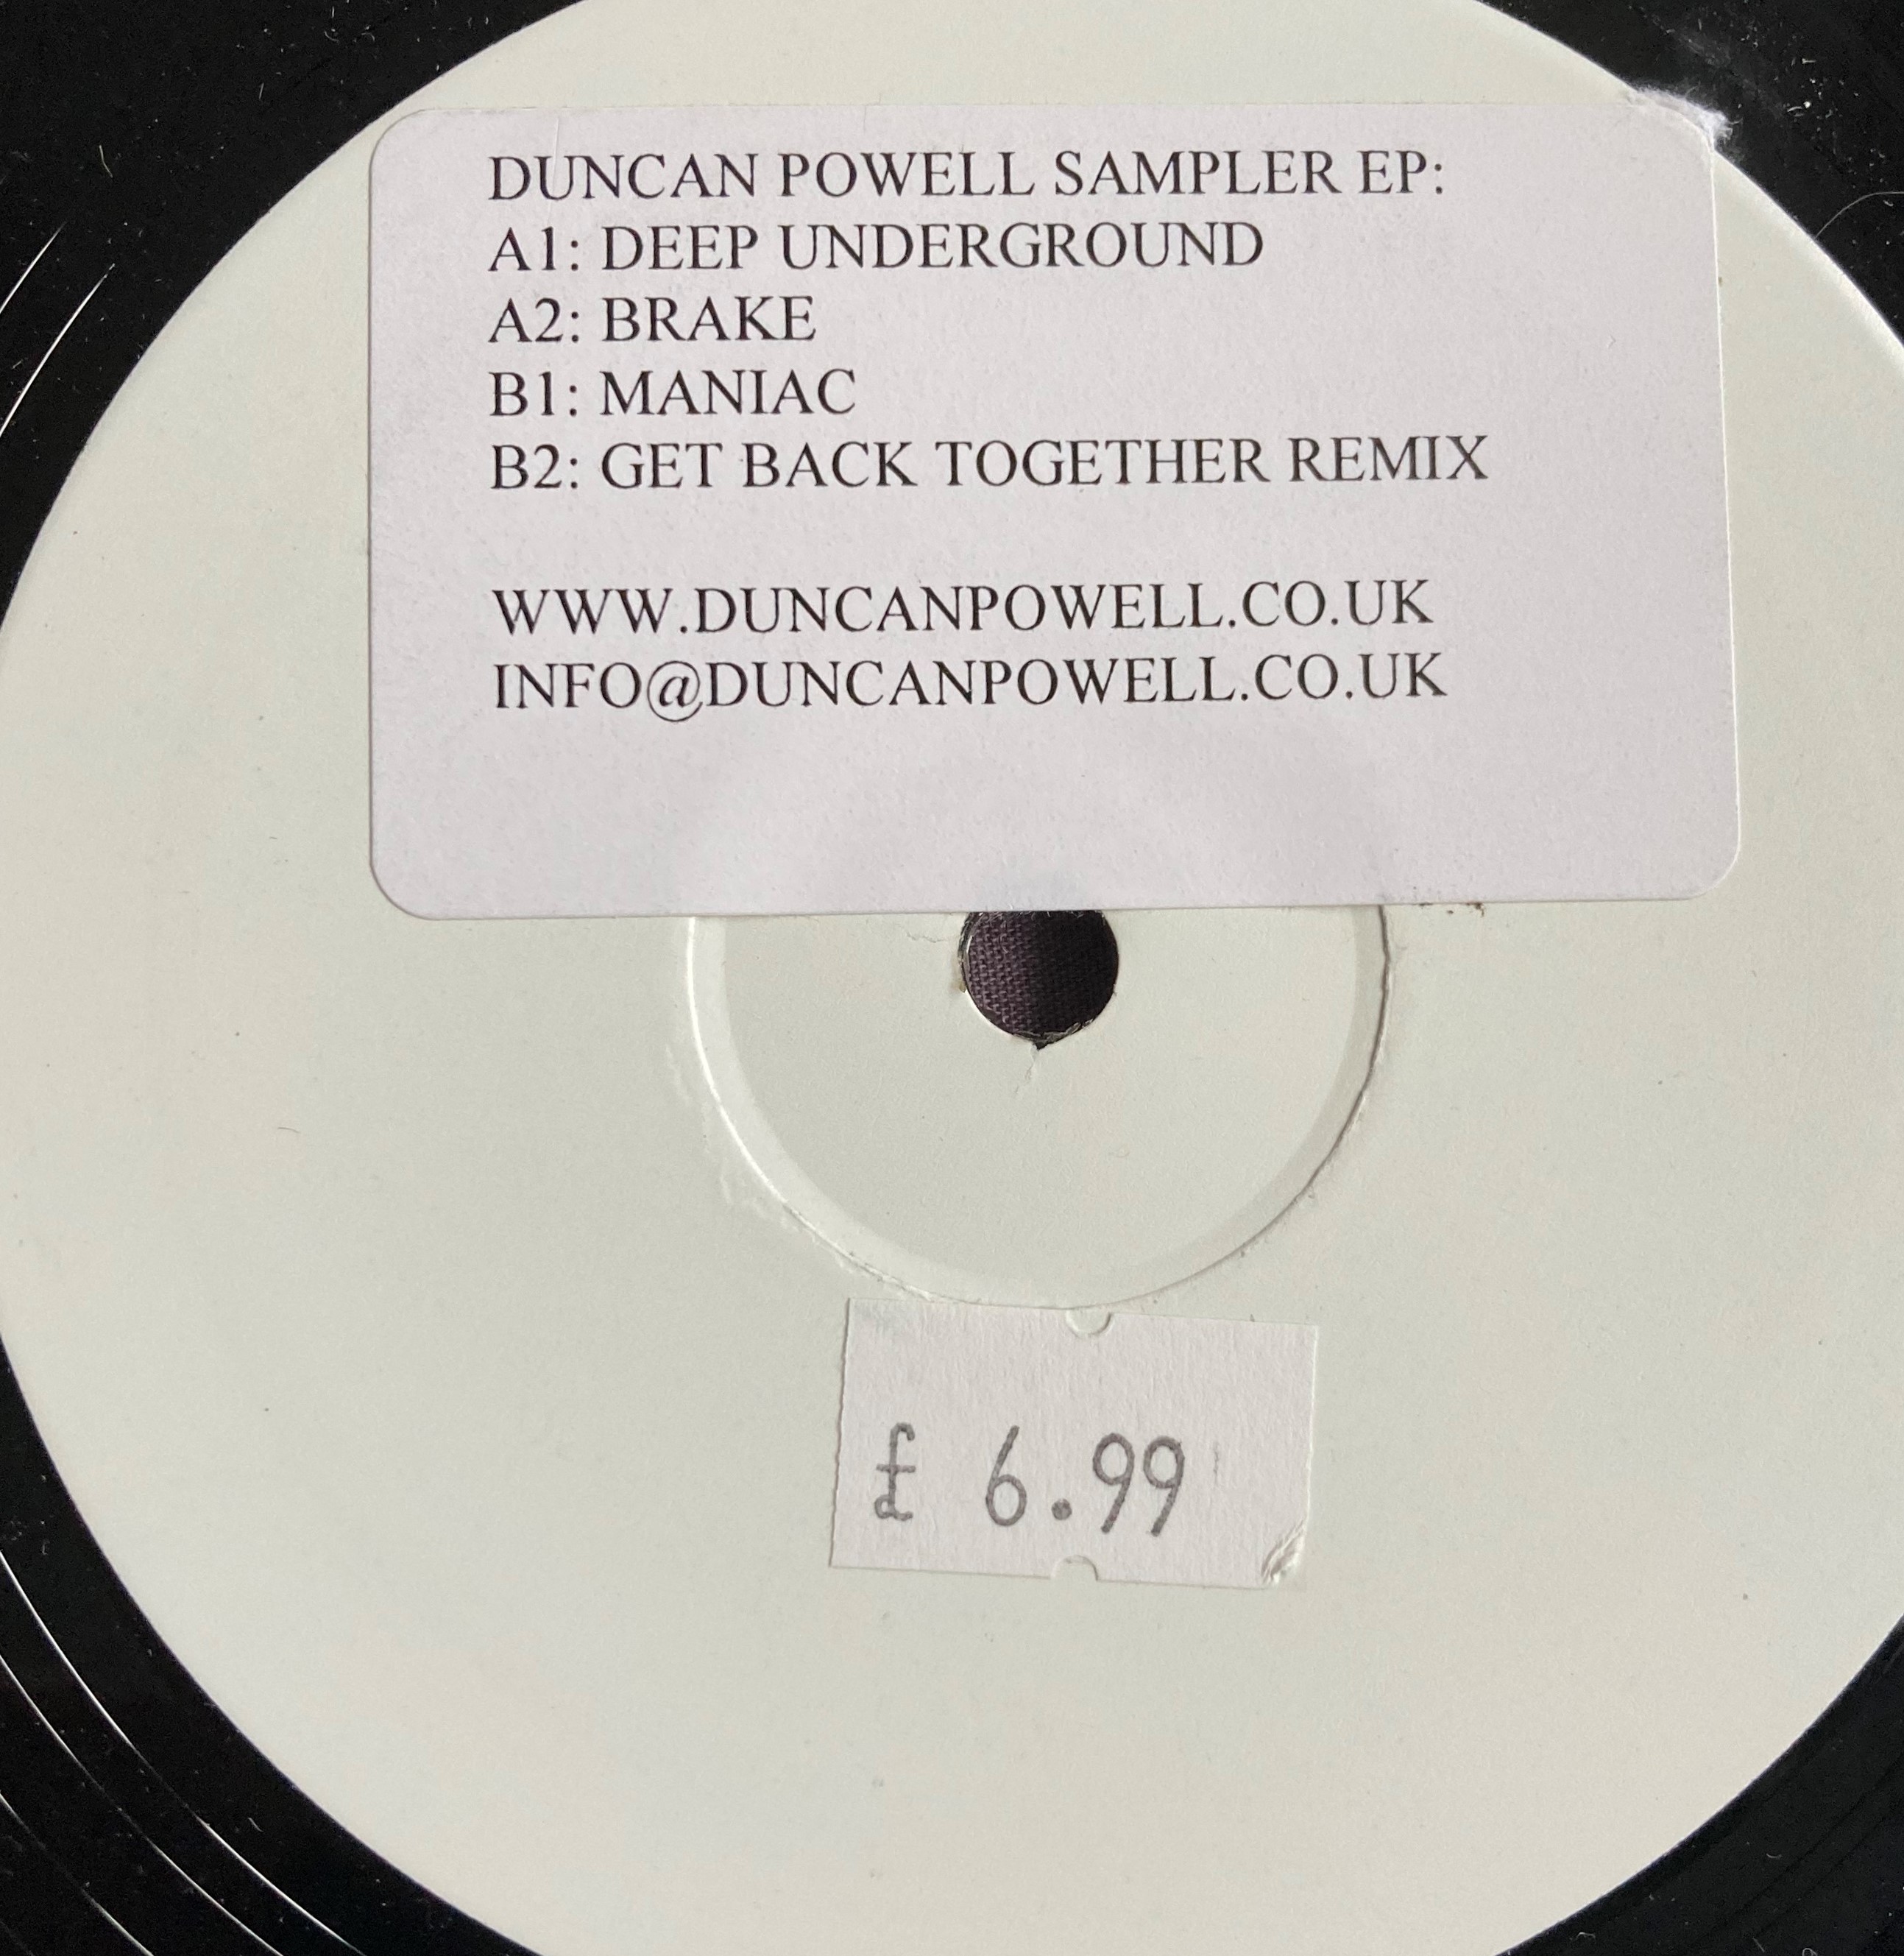 DUNCAN POWELL SAMPLER EP:
A1: DEEP UNDERGROUND
A2: BRAKE
B1: MANIAC
B2: GET BACK TOGETHER REMIX
WWW.DUNCANPOWELL.CO.UK
INFO@DUNCANPOWELL.CO.UK
£ 6.99